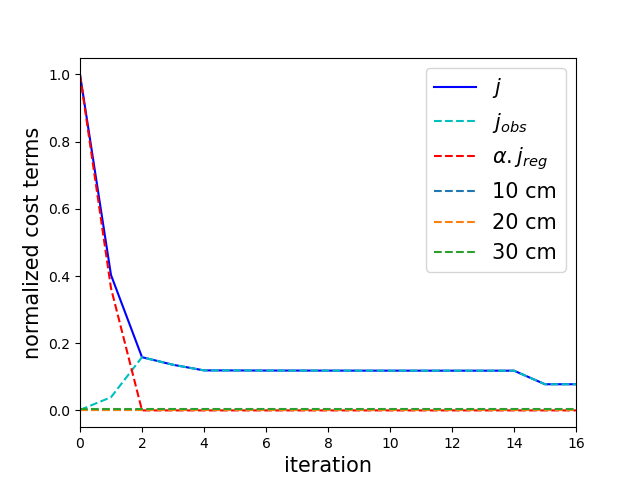 1.0
0.8
0.6
0.4
0.2
0.0
normalized cost terms
j
j_obs
α.j_reg
10 cm
20 cm
30 cm
0 2 4 6 8 10 12 14 16
iteration